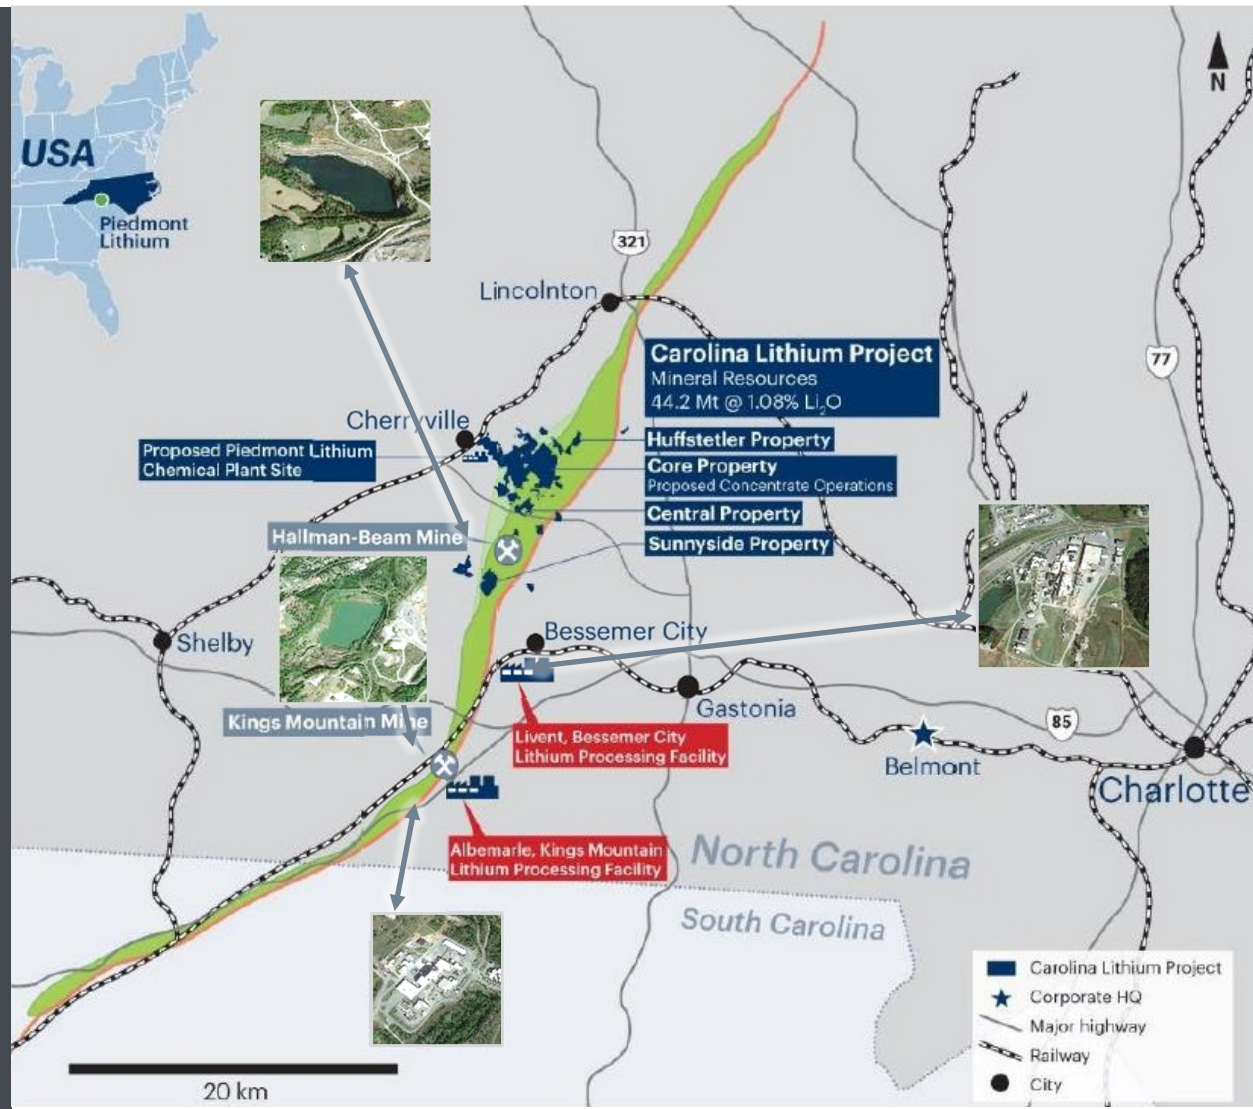 N
USA
Piedmont
Lithium
321
Lincolnton
77
Carolina Lithium Project
Mineral Resources
44.2 Mt @ 1.08% Li₂O
Cherryville
Proposed Piedmont Lithium
Chemical Plant Site
Huffstetler Property
Core Property
Proposed Concentrate Operations
Central Property
Sunnyside Property
Hallman-Beam Mine
Shelby
Bessemer City
Kings Mountain Mine
Gastonia
Livent, Bessemer City
Lithium Processing Facility
85
Belmont
Charlotte
Albemarle, Kings Mountain
Lithium Processing Facility
North Carolina
South Carolina
Carolina Lithium Project
Corporate HQ
Major highway
Railway
City
20 km